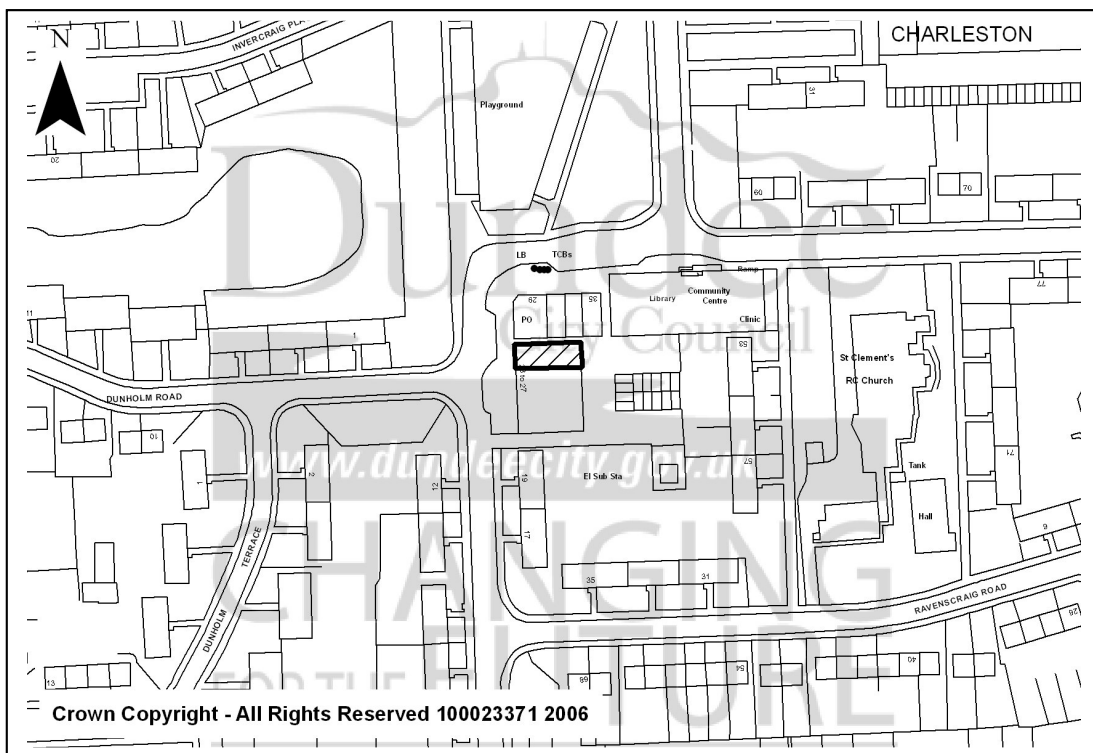 CHARLESTON
N
INVERCRAIG PLA
Playground
31
20
60
70
LB
TCBs
Ramp
Community
Centre
Library
29
35
PO
Clinic
77
11
1
53
to 27
St Clement's
RC Church
DUNHOLM ROAD
10
1
2
12
19
El Sub Sta
57
71
Tank
17
Hall
9
DUNHOLM TERRACE
35
31
RAVENSCRAIG ROAD
26
13
68
54
40
Dundee
City Council
www.dundeecity.gov.uk
CHANGING
FOR THE FUTURE
Crown Copyright - All Rights Reserved 100023371 2006